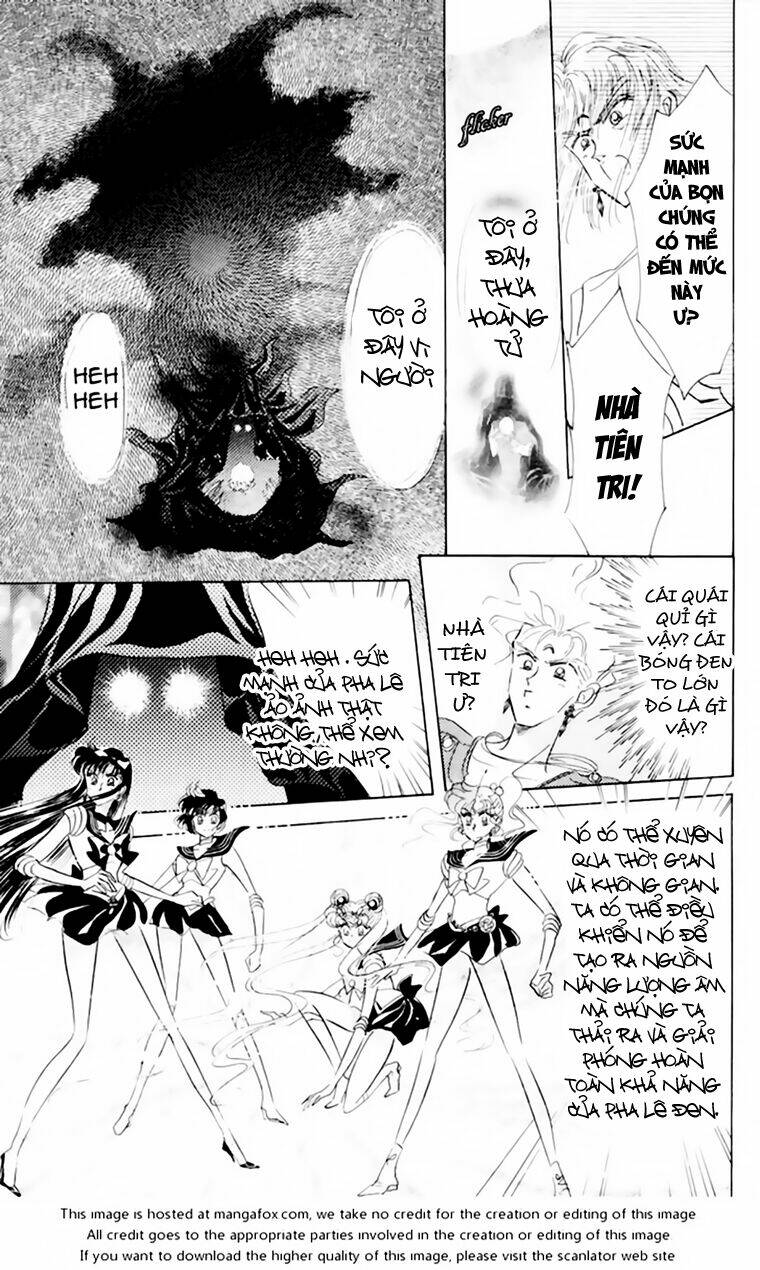 SỨC
MẠNH
CỦA BỌN
CHÚNG
CÓ THỂ
ĐẾN MỨC
NÀY
Ư?
NHÀ
TIÊN
TRI!
flicker
TÔI Ở
ĐÂY,
THƯA
HOÀNG
TỬ
TÔI Ở
ĐÂY VÌ
NGƯỜI
HEH
HEH
CÁI QUÁI
QUỈ GÌ
VẬY? CÁI
BÓNG ĐEN
TO LỚN
ĐÓ LÀ GÌ
VẬY?
NHÀ
TIÊN
TRI Ư?
HEH HEH. SỨC
MẠNH CỦA PHA LÊ
ẢO ẢNH THẬT
KHÔNG THỂ XEM
THƯỜNG NHỈ?
NÓ CÓ THỂ XUYÊN
QUA THỜI GIAN
VÀ KHÔNG GIAN.
TA CÓ THỂ ĐIỀU
KHIỂN NÓ ĐỂ
TẠO RA NGUỒN
NĂNG LƯỢNG ÂM
MÀ CHÚNG TA
THẢI RA VÀ GIẢI
PHÓNG HOÀN
TOÀN KHẢ NĂNG
CỦA PHA LÊ ĐEN.
This image is hosted at mangafox.com, we take no credit for the creation or editing of this image
All credit goes to the appropriate parties involved in the creation or editing of this image
If you want to download the higher quality of this image, please visit the scanlator web site